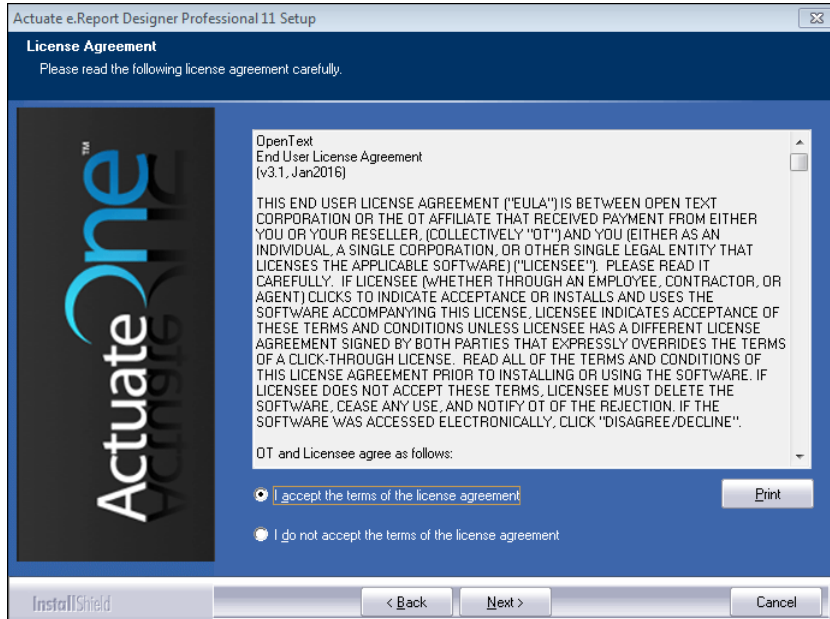 Actuate e.Report Designer Professional 11 Setup
License Agreement
Please read the following license agreement carefully.
ActuateOne™
OpenText
End User License Agreement
(v3.1, Jan2016)
THIS END USER LICENSE AGREEMENT ("EULA") IS BETWEEN OPEN TEXT
CORPORATION OR THE OT AFFILIATE THAT RECEIVED PAYMENT FROM EITHER
YOU OR YOUR RESELLER, (COLLECTIVELY "OT") AND YOU (EITHER AS AN
INDIVIDUAL, A SINGLE CORPORATION, OR OTHER SINGLE LEGAL ENTITY THAT
LICENSES THE APPLICABLE SOFTWARE) ("LICENSEE").  PLEASE READ IT
CAREFULLY.  IF LICENSEE (WHETHER THROUGH AN EMPLOYEE, CONTRACTOR, OR
AGENT) CLICKS TO INDICATE ACCEPTANCE OR INSTALLS AND USES THE
SOFTWARE ACCOMPANYING THIS LICENSE, LICENSEE INDICATES ACCEPTANCE OF
THESE TERMS AND CONDITIONS UNLESS LICENSEE HAS A DIFFERENT LICENSE
AGREEMENT SIGNED BY BOTH PARTIES THAT EXPRESSLY OVERRIDES THE TERMS
OF A CLICK-THROUGH LICENSE.  READ ALL OF THE TERMS AND CONDITIONS OF
THIS LICENSE AGREEMENT PRIOR TO INSTALLING OR USING THE SOFTWARE. IF
LICENSEE DOES NOT ACCEPT THESE TERMS, LICENSEE MUST DELETE THE
SOFTWARE, CEASE ANY USE, AND NOTIFY OT OF THE REJECTION. IF THE
SOFTWARE WAS ACCESSED ELECTRONICALLY, CLICK "DISAGREE/DECLINE".
OT and Licensee agree as follows:
I accept the terms of the license agreement
Print
I do not accept the terms of the license agreement
InstallShield
< Back
Next >
Cancel